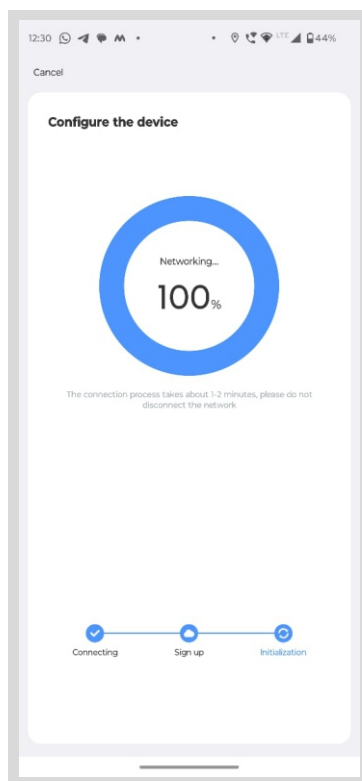 12:30 LTE 44%
Cancel
Configure the device
Networking...
100%
The connection process takes about 1-2 minutes, please do not
disconnect the network
Connecting Sign up Initialization